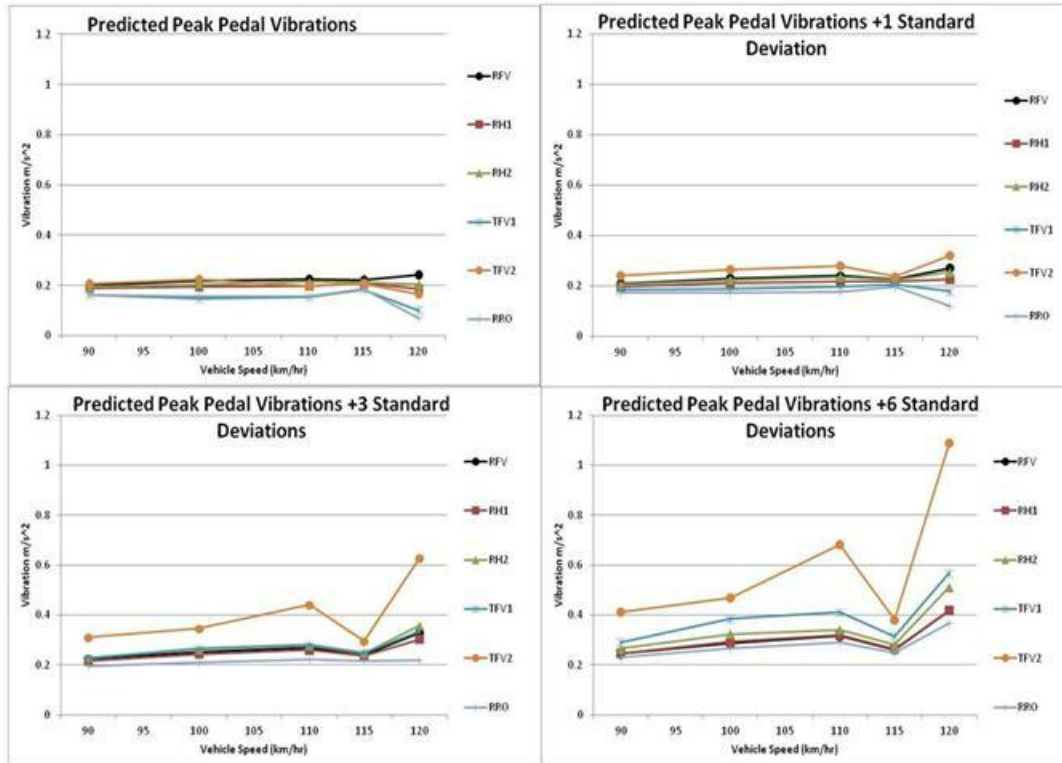 Predicted Peak Pedal Vibrations
1.2
1
0.8
0.6
0.4
0.2
0
Vibration m/s^2
90 95 100 105 110 115 120
Vehicle Speed (km/hr)
RFV
RH1
RH2
TFV1
TFV2
RRO
Predicted Peak Pedal Vibrations +1 Standard
Deviation
1.2
1
0.8
0.6
0.4
0.2
0
Vibration m/s^2
90 95 100 105 110 115 120
Vehicle Speed (km/hr)
RFV
RH1
RH2
TFV1
TFV2
RRO
Predicted Peak Pedal Vibrations +3 Standard
Deviations
1.2
1
0.8
0.6
0.4
0.2
0
Vibration m/s^2
90 95 100 105 110 115 120
Vehicle Speed (km/hr)
RFV
RH1
RH2
TFV1
TFV2
RRO
Predicted Peak Pedal Vibrations +6 Standard
Deviations
1.2
1
0.8
0.6
0.4
0.2
0
Vibration m/s^2
90 95 100 105 110 115 120
Vehicle Speed (km/hr)
RFV
RH1
RH2
TFV1
TFV2
RRO